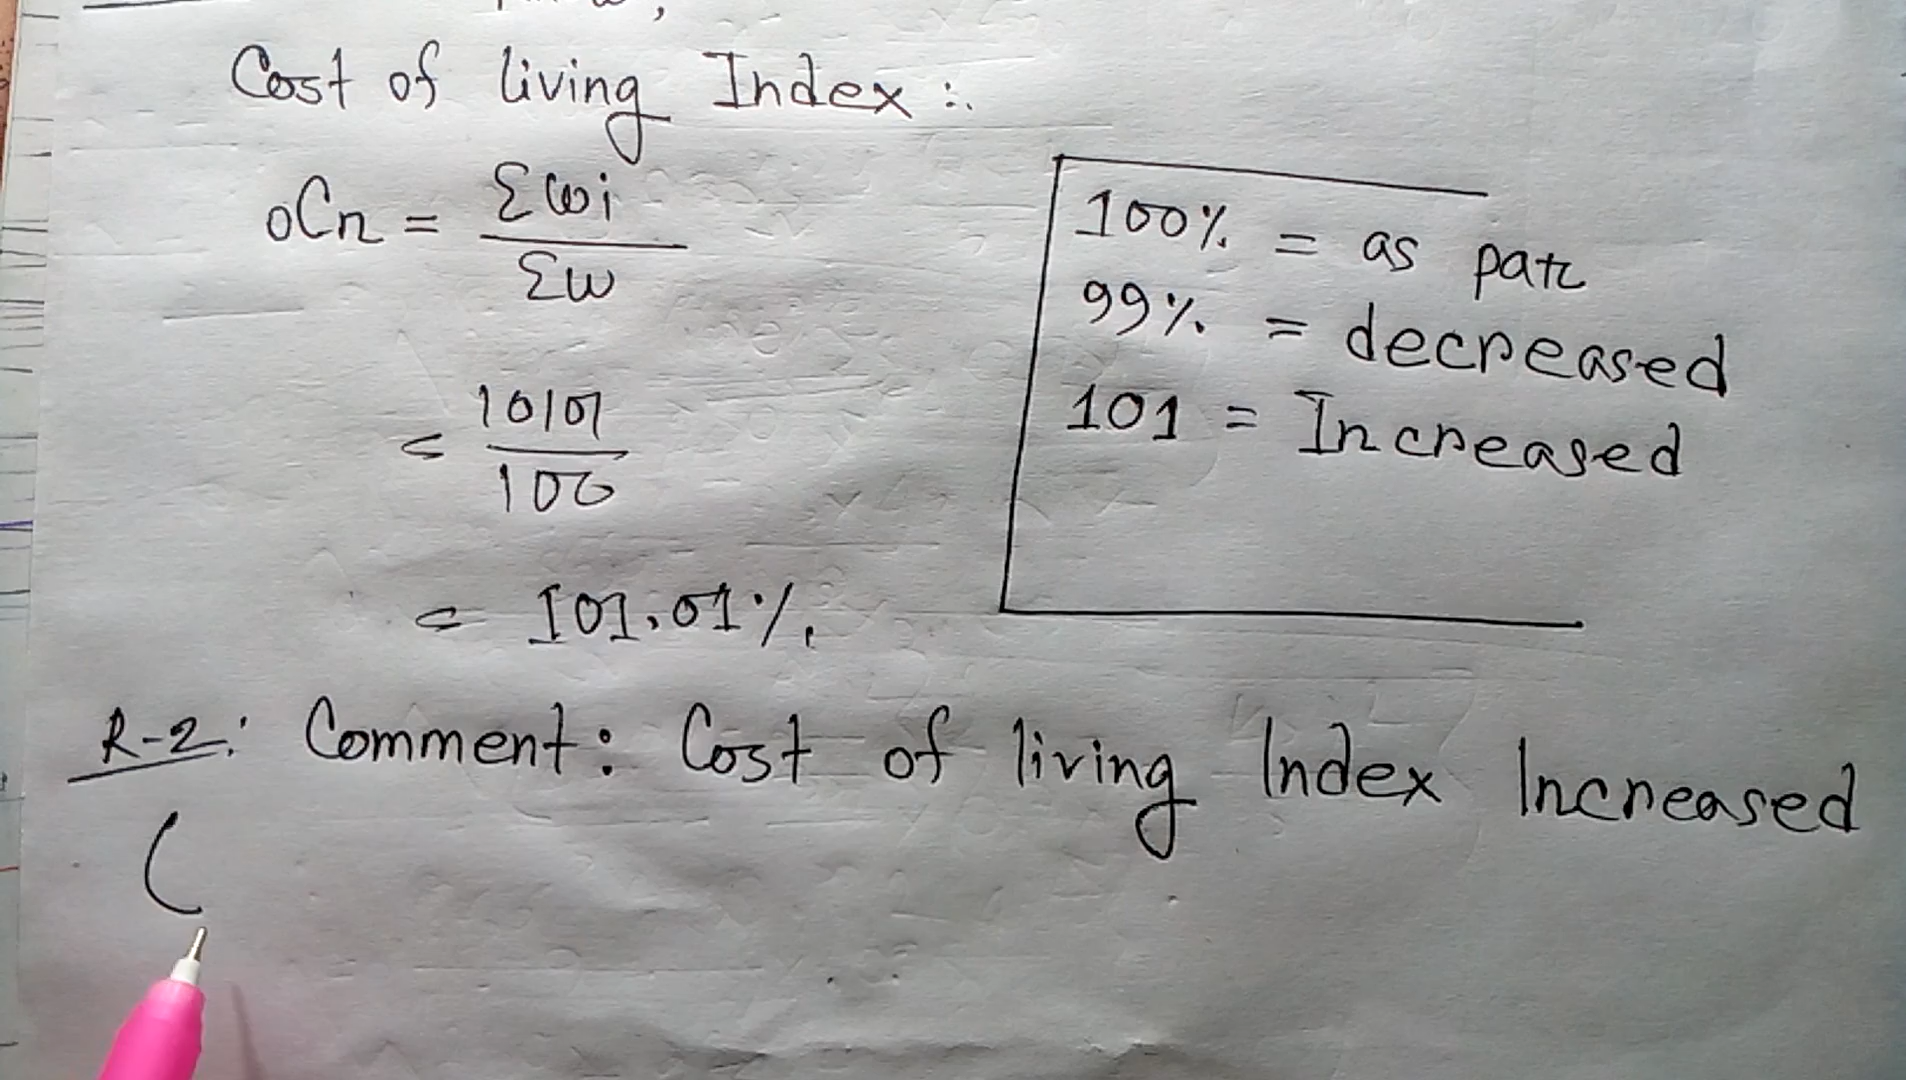 Cost of living Index :.
oCn = Σwi
Σw
= 10101
100
= 101.01%.
100% = as par
99% = decreased
101 = Increased
R-2: Comment: Cost of living Index Increased
(